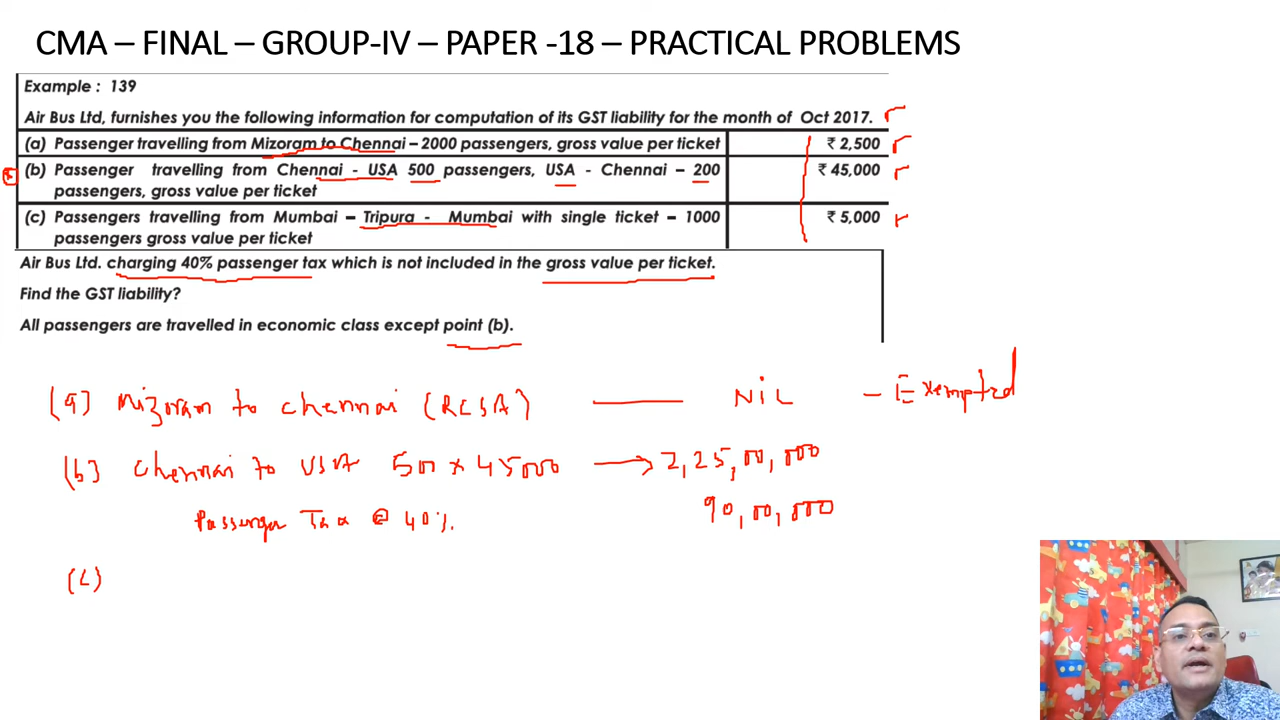 CMA – FINAL – GROUP-IV – PAPER -18 – PRACTICAL PROBLEMS
Example : 139
Air Bus Ltd, furnishes you the following information for computation of its GST liability for the month of Oct 2017.
(a) Passenger travelling from Mizoram to Chennai – 2000 passengers, gross value per ticket ₹ 2,500
(b) Passenger travelling from Chennai - USA 500 passengers, USA - Chennai – 200 ₹ 45,000
passengers, gross value per ticket
(c) Passengers travelling from Mumbai – Tripura - Mumbai with single ticket – 1000 ₹ 5,000
passengers gross value per ticket
Air Bus Ltd. charging 40% passenger tax which is not included in the gross value per ticket.
Find the GST liability?
All passengers are travelled in economic class except point (b).
(a) Mizoram to Chennai (RCSA) — NIL – Exempted
(b) Chennai to USA 500 x 45000 → 2,25,00,000
Passenger Tax @ 40% 90,00,000
(c)